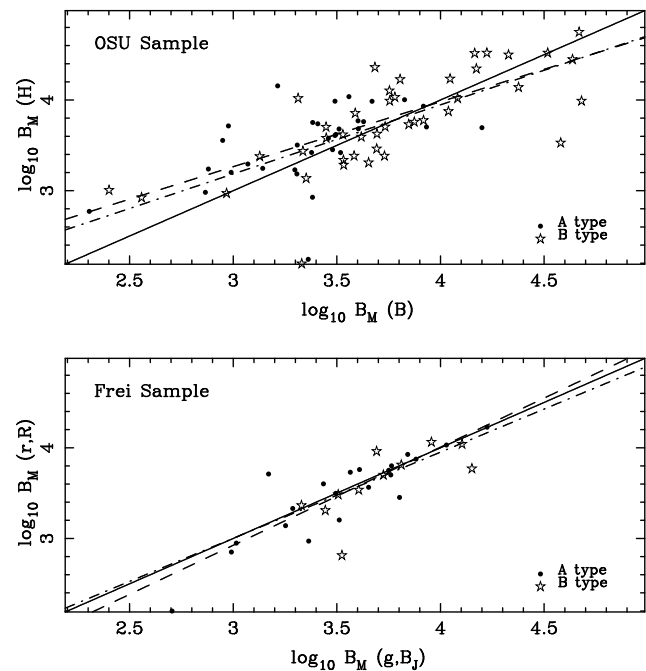 OSU Sample
log10 BM (H)
4
3
A type
B type
2.5 3 3.5 4 4.5
log10 BM (B)
Frei Sample
log10 BM (r,R)
4
3
A type
B type
2.5 3 3.5 4 4.5
log10 BM (g,BJ)